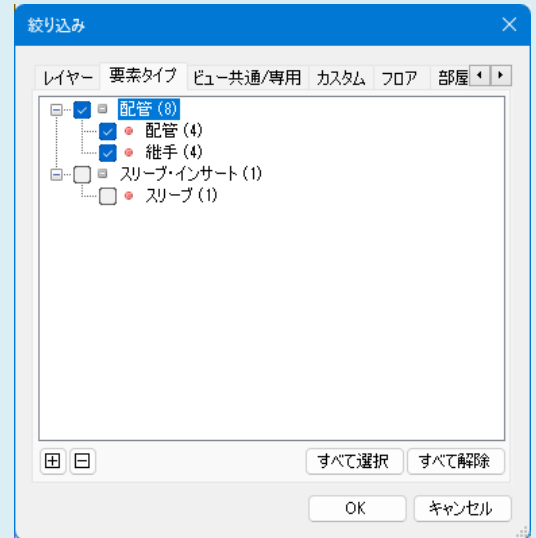 絞り込み
レイヤー 要素タイプ ビュー共通/専用 カスタム フロア 部屋
配管 (8)
配管 (4)
継手 (4)
スリーブ・インサート (1)
スリーブ (1)
すべて選択 すべて解除
OK キャンセル